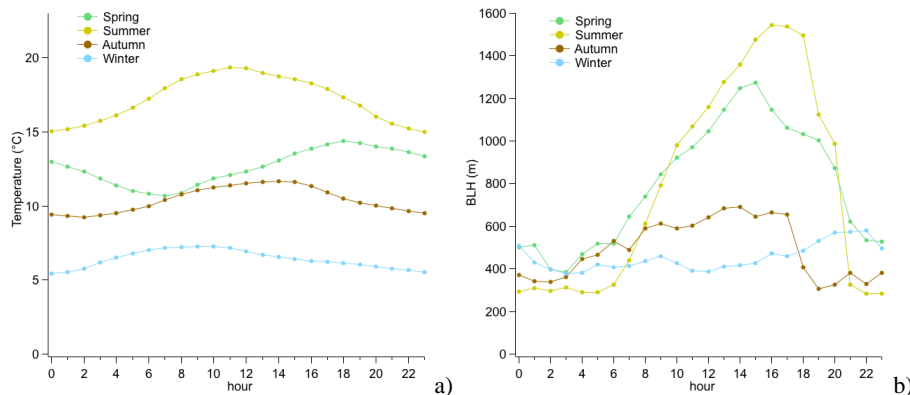 Spring
Summer
Autumn
Winter
Temperature (°C)
20
15
10
5
0
0 2 4 6 8 10 12 14 16 18 20 22
hour
a)
Spring
Summer
Autumn
Winter
BLH (m)
1600
1400
1200
1000
800
600
400
200
0
0 2 4 6 8 10 12 14 16 18 20 22
hour
b)